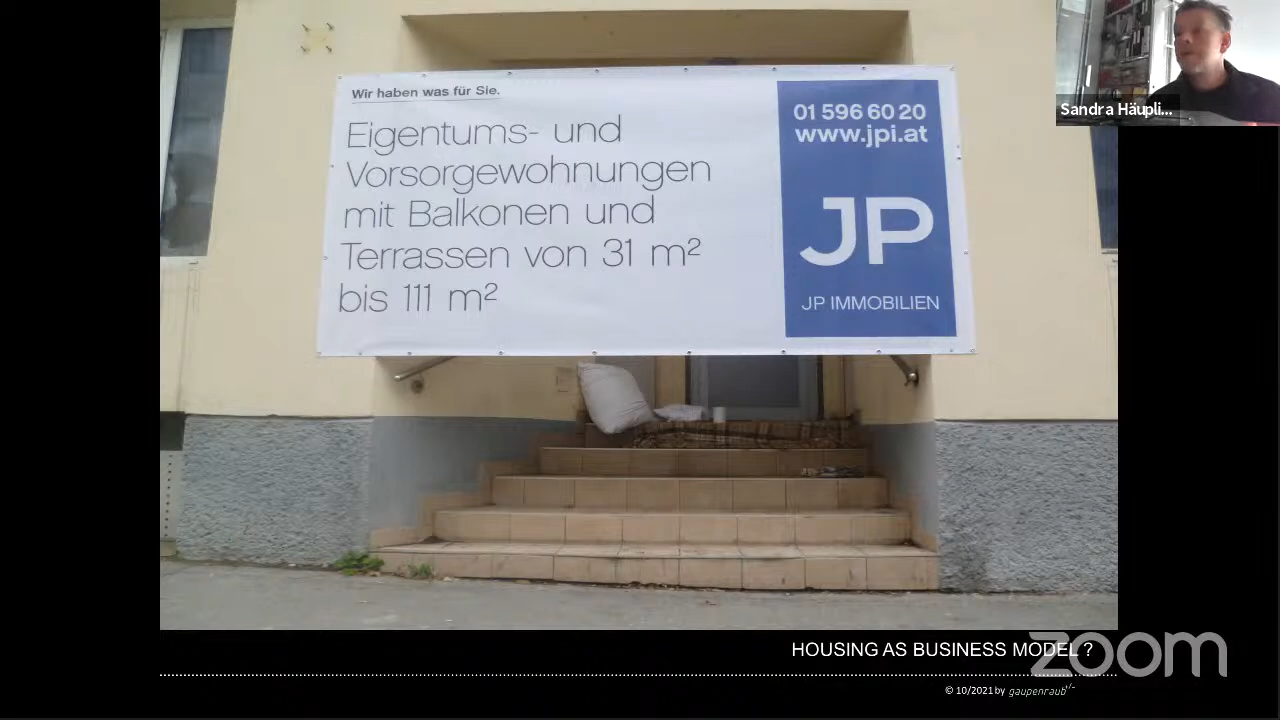 Wir haben was für Sie.
Eigentums- und
Vorsorgewohnungen
mit Balkonen und
Terrassen von 31 m²
bis 111 m²
01 596 60 20
www.jpi.at
JP
JP IMMOBILIEN
Sandra Häupli...
HOUSING AS BUSINESS MODEL ?
zoom
© 10/2021 by gaupenraub+/-